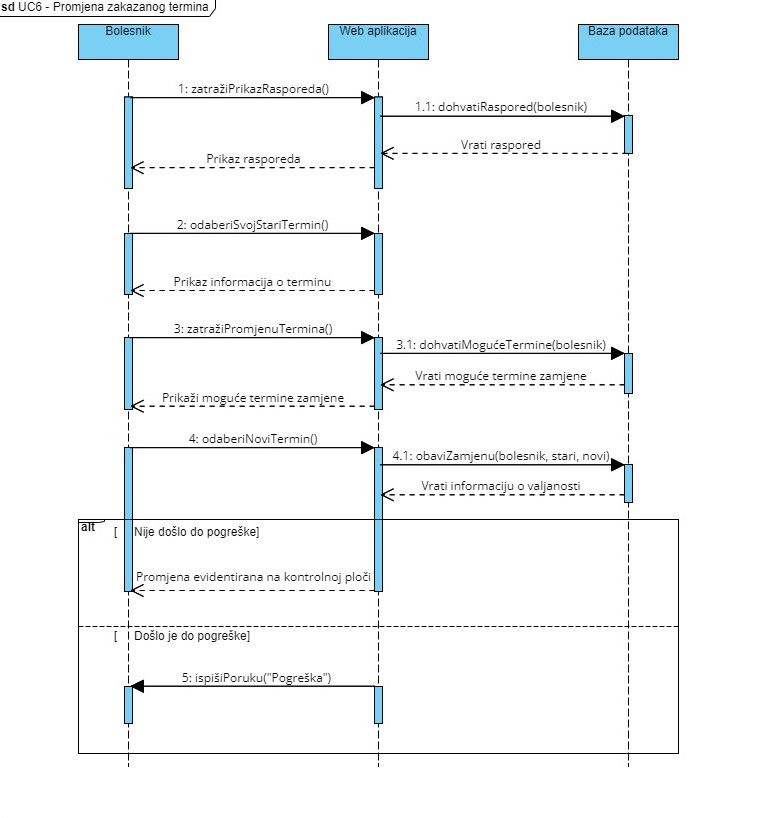 sd UC6 - Promjena zakazanog termina
Bolesnik
Web aplikacija
Baza podataka
1: zatražiPrikazRasporeda()
1.1: dohvatiRaspored(bolesnik)
Vrati raspored
Prikaz rasporeda
2: odaberiSvojStariTermin()
Prikaz informacija o terminu
3: zatražiPromjenuTermina()
3.1: dohvatiMogućeTermine(bolesnik)
Vrati moguće termine zamjene
Prikaži moguće termine zamjene
4: odaberiNoviTermin()
4.1: obaviZamjenu(bolesnik, stari, novi)
Vrati informaciju o valjanosti
alt
[ Nije došlo do pogreške]
Promjena evidentirana na kontrolnoj ploči
[ Došlo je do pogreške]
5: ispišiPoruku("Pogreška")